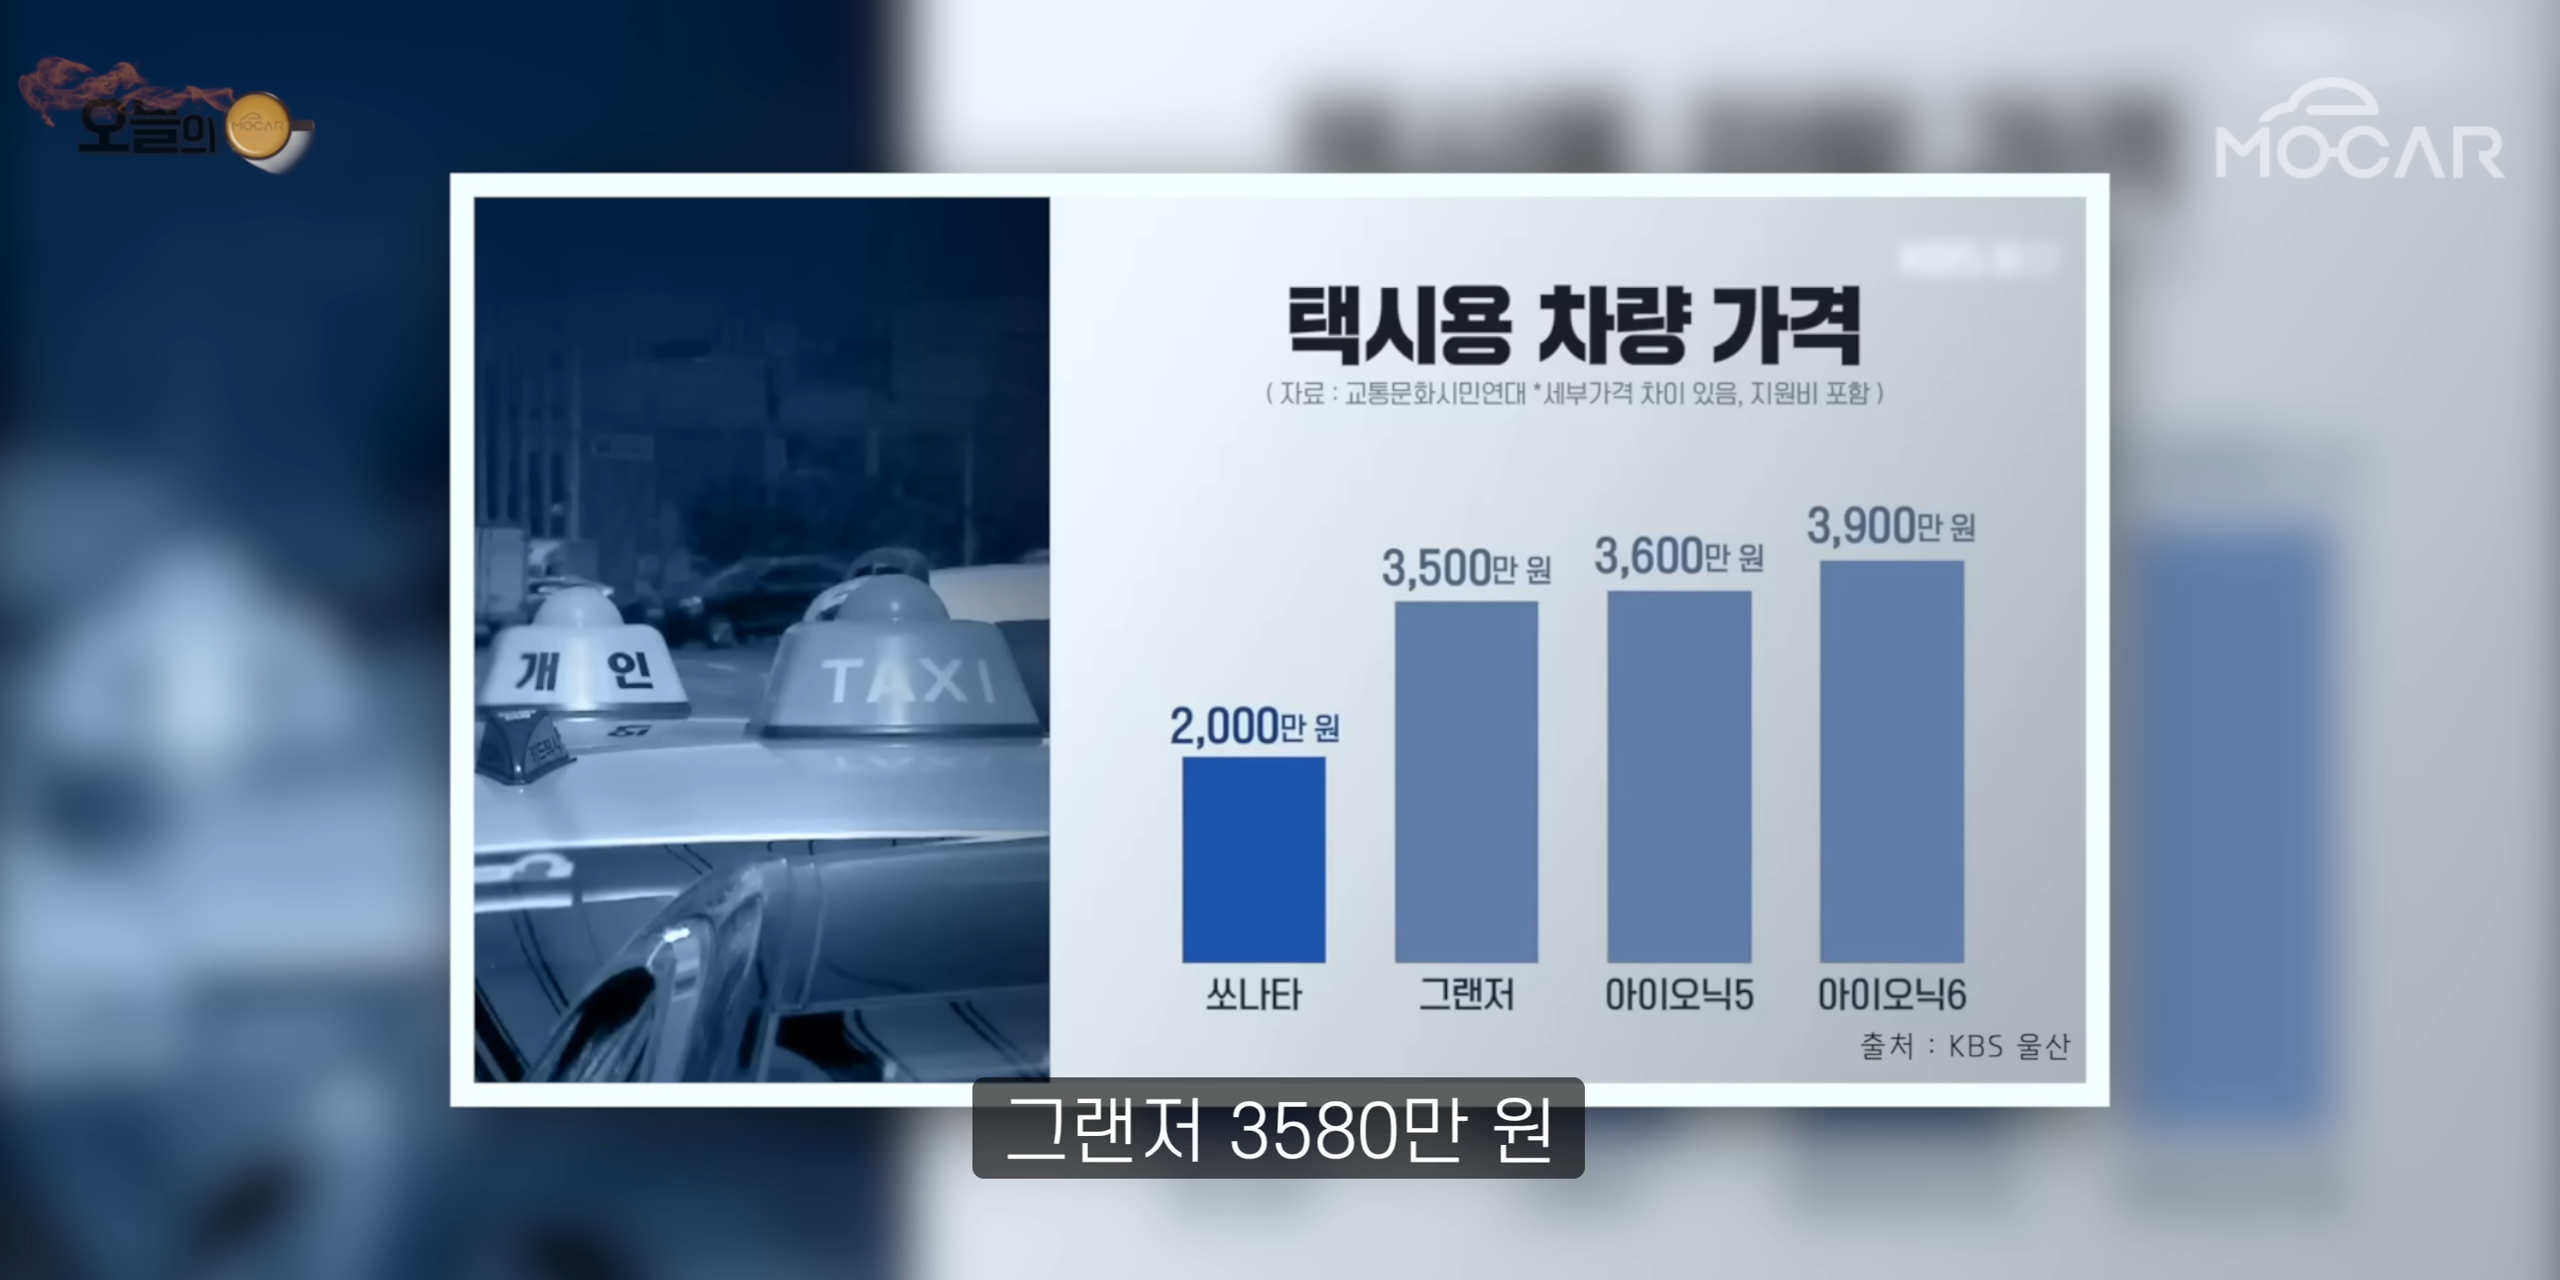 오늘의 MOCAR
MOCAR
택시용 차량 가격
( 자료 : 교통문화시민연대 *세부가격 차이 있음, 지원비 포함 )
2,000만 원
3,500만 원
3,600만 원
3,900만 원
쏘나타
그랜저
아이오닉5
아이오닉6
출처 : KBS 울산
개 인
TAXI
그랜저 3580만 원